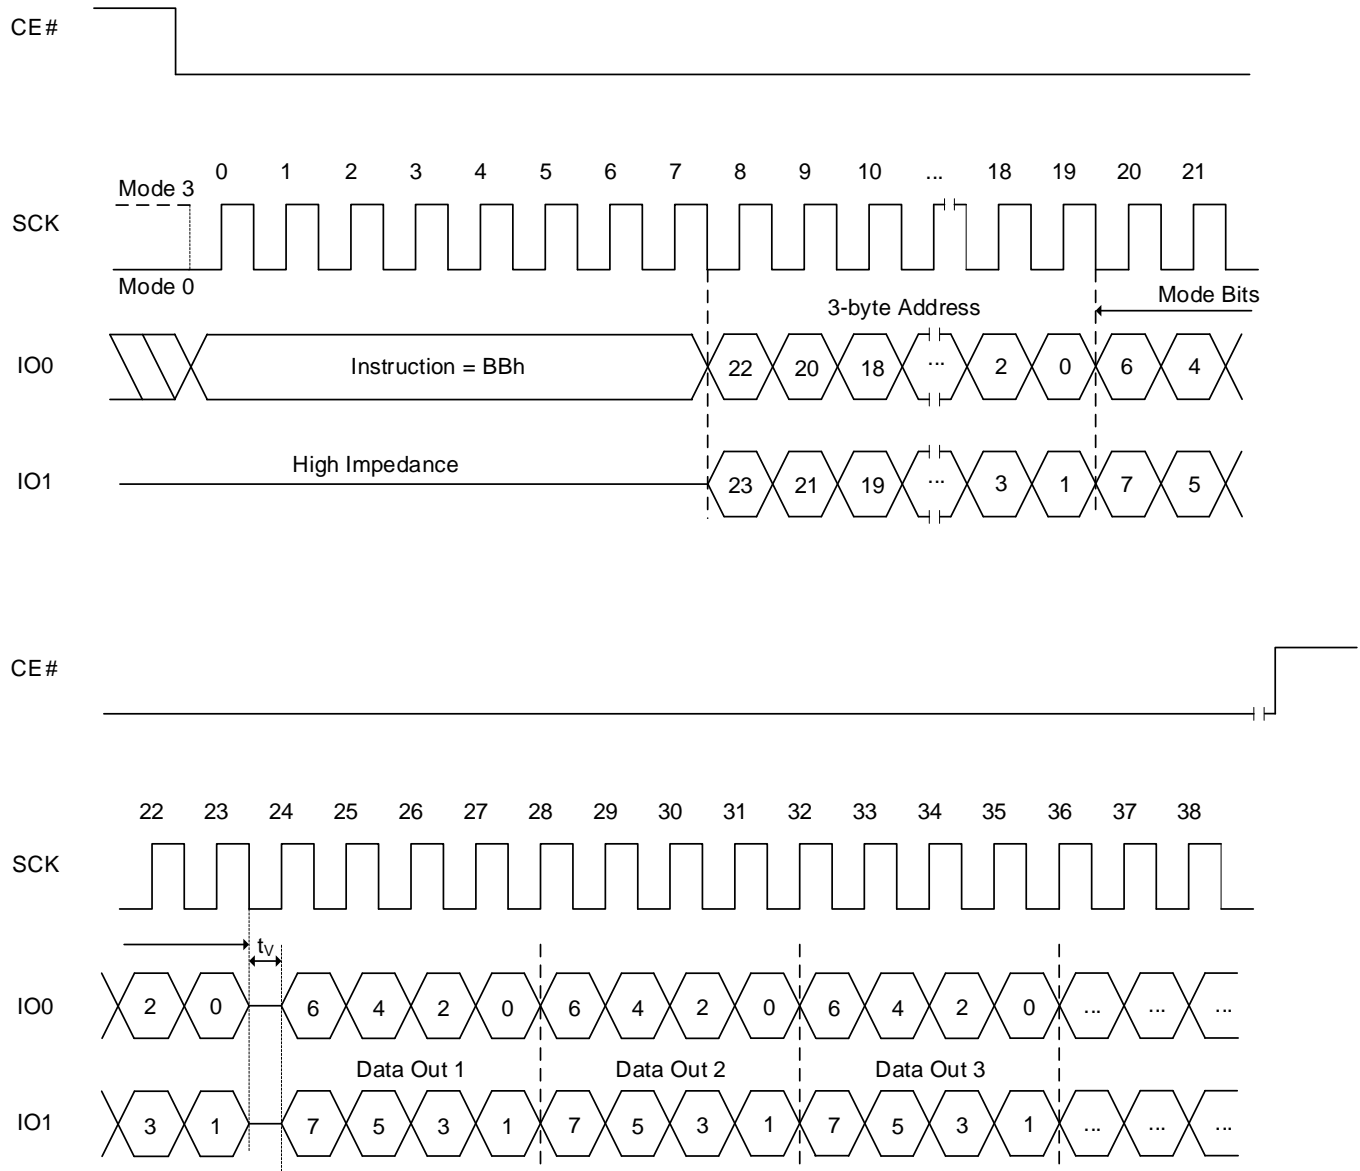 CE#
0 1 2 3 4 5 6 7 8 9 10 ... 18 19 20 21
Mode 3
SCK
Mode 0
3-byte Address Mode Bits
IO0 Instruction = BBh 22 20 18 ... 2 0 6 4
High Impedance
IO1 23 21 19 ... 3 1 7 5
CE#
22 23 24 25 26 27 28 29 30 31 32 33 34 35 36 37 38
SCK
tV
IO0 2 0 6 4 2 0 6 4 2 0 6 4 2 0 ... ... ...
Data Out 1 Data Out 2 Data Out 3
IO1 3 1 7 5 3 1 7 5 3 1 7 5 3 1 ... ... ...